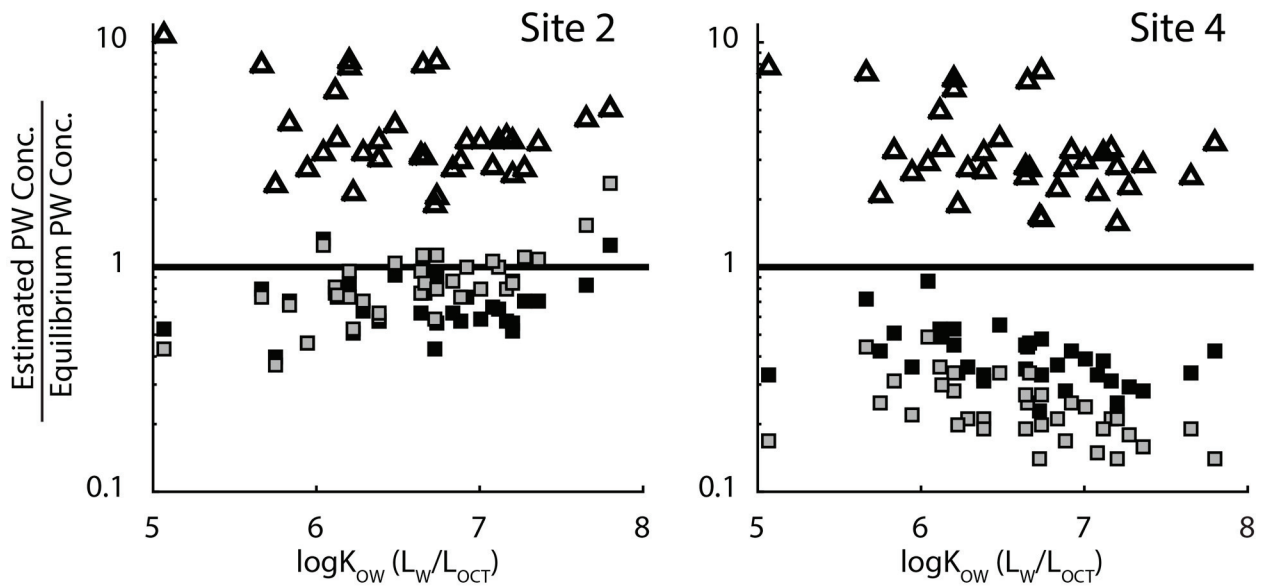 Site 2
Site 4
10
1
0.1
10
1
0.1
Estimated PW Conc.
Equilibrium PW Conc.
5 6 7 8
5 6 7 8
logK_OW (L_W/L_OCT)
logK_OW (L_W/L_OCT)